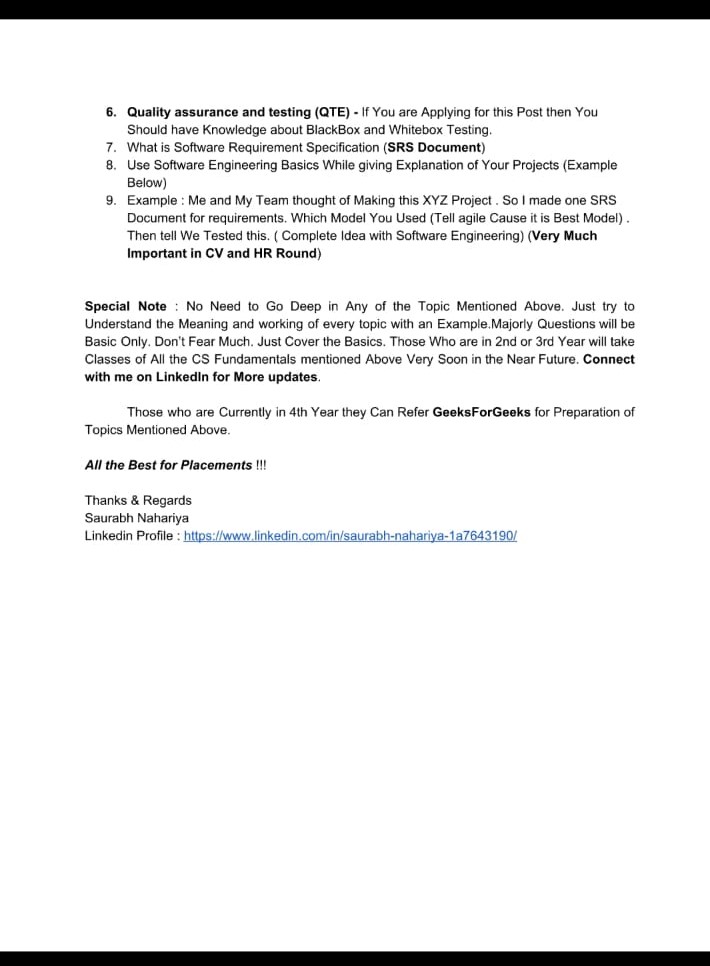 6. Quality assurance and testing (QTE) - If You are Applying for this Post then You
Should have Knowledge about BlackBox and Whitebox Testing.
7. What is Software Requirement Specification (SRS Document)
8. Use Software Engineering Basics While giving Explanation of Your Projects (Example
Below)
9. Example : Me and My Team thought of Making this XYZ Project . So I made one SRS
Document for requirements. Which Model You Used (Tell agile Cause it is Best Model) .
Then tell We Tested this. ( Complete Idea with Software Engineering) (Very Much
Important in CV and HR Round)
Special Note : No Need to Go Deep in Any of the Topic Mentioned Above. Just try to
Understand the Meaning and working of every topic with an Example.Majorly Questions will be
Basic Only. Don't Fear Much. Just Cover the Basics. Those Who are in 2nd or 3rd Year will take
Classes of All the CS Fundamentals mentioned Above Very Soon in the Near Future. Connect
with me on LinkedIn for More updates.
Those who are Currently in 4th Year they Can Refer GeeksForGeeks for Preparation of
Topics Mentioned Above.
All the Best for Placements !!!
Thanks & Regards
Saurabh Nahariya
Linkedin Profile : https://www.linkedin.com/in/saurabh-nahariya-1a7643190/